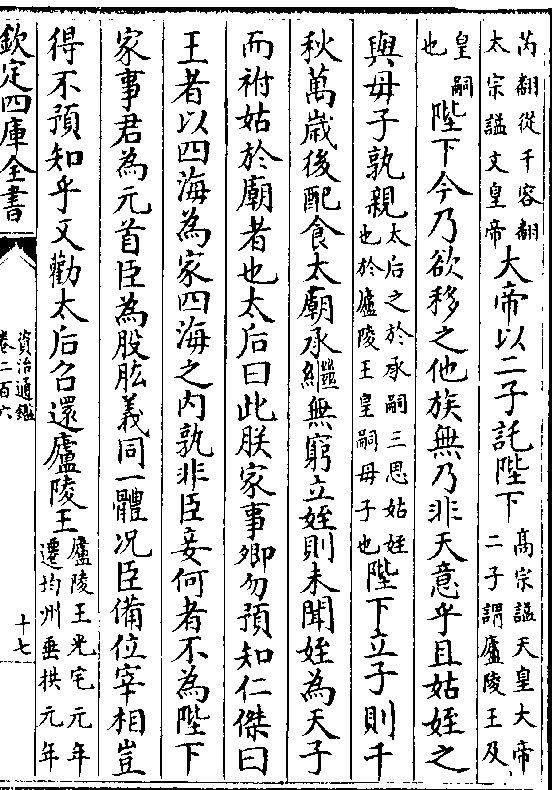 芮翻從千容翻
太宗謚文皇帝
大帝以二子託陛下
高宗謚天皇大帝
二子謂廬陵王及
皇嗣
也
陛下今乃欲移之他族無乃非天意乎且姑姪之
與母子孰親
太后之於承嗣三思姑姪
也於廬陵王皇嗣母子也
陛下立子則千
秋萬歲後配食太廟承繼無窮立姪則未聞姪為天子
而祔姑於廟者也太后曰此朕家事卿勿預知仁傑曰
王者以四海為家四海之内孰非臣妾何者不為陛下
家事君為元首臣為股肱義同一體况臣備位宰相豈
得不預知乎又勸太后召還廬陵王
廬陵王光宅元年
遷均州垂拱元年
欽定四庫全書
資治通鑑
卷二百六
十七